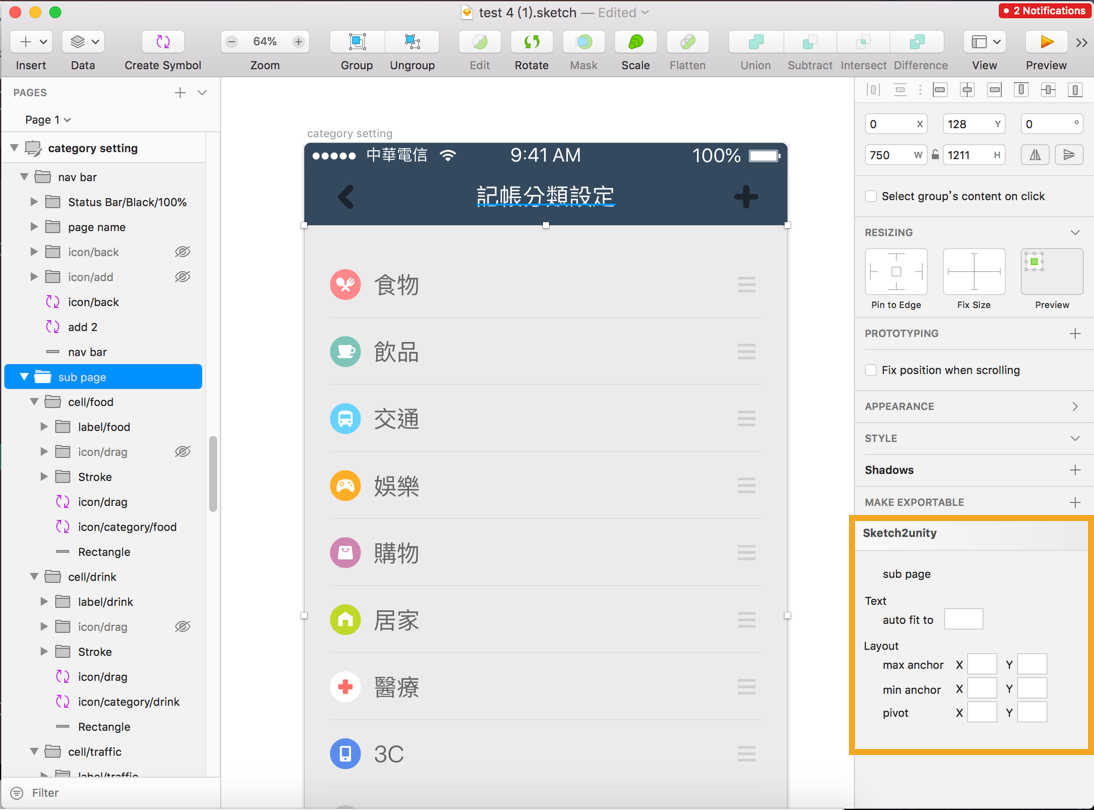 test 4 (1).sketch — Edited
2 Notifications
64%
Insert
Data
Create Symbol
Zoom
Group
Ungroup
Edit
Rotate
Mask
Scale
Flatten
Union
Subtract
Intersect
Difference
View
Preview
PAGES
Page 1
category setting
nav bar
Status Bar/Black/100%
page name
icon/back
icon/add
icon/back
add 2
nav bar
sub page
cell/food
label/food
icon/drag
Stroke
icon/drag
icon/category/food
Rectangle
cell/drink
label/drink
icon/drag
Stroke
icon/drag
icon/category/drink
Rectangle
cell/traffic
label/traffic
Filter
category setting
中華電信 9:41 AM 100%
記帳分類設定
食物
飲品
交通
娛樂
購物
居家
醫療
3C
0 X 128 Y 0 °
750 W 1211 H
Select group's content on click
RESIZING
Pin to Edge
Fix Size
Preview
PROTOTYPING
Fix position when scrolling
APPEARANCE
STYLE
Shadows
MAKE EXPORTABLE
Sketch2unity
sub page
Text
auto fit to
Layout
max anchor X Y
min anchor X Y
pivot X Y